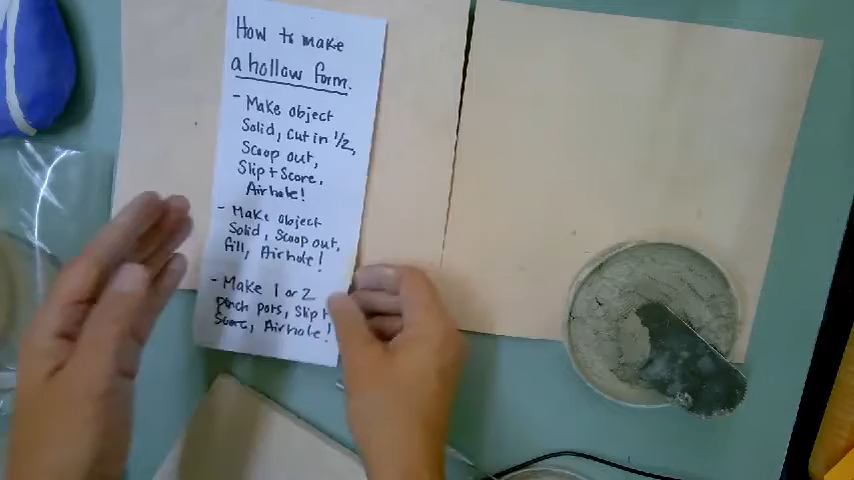 How to make
a hollow form.
- Make object
Solid, Cut in 1/2,
Scoop out,
Slip + Score,
Airhole!
- Make object
Solid, Scoop out,
fill, Airhole!
- Make 1 or 2
pinch pots, Slip +
Score, Airhole!